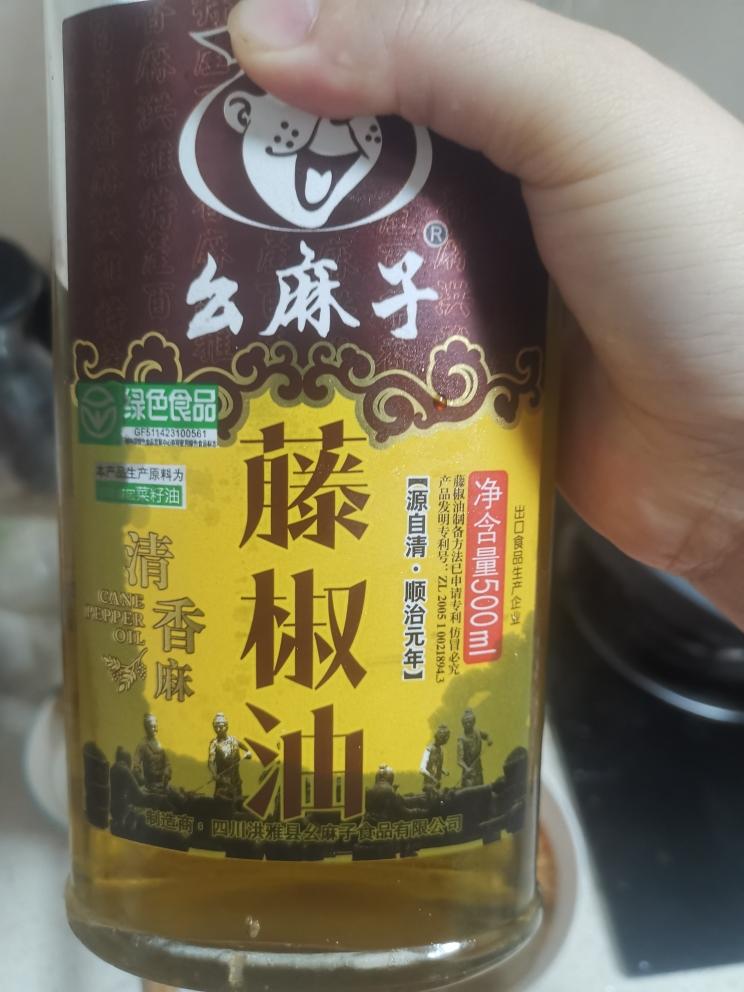 幺麻子
®
绿色食品
GF511423100561
本产品生产原料为
菜籽油
藤椒油
清香麻
CANE
PEPPER
OIL
【源自清·顺治元年】
藤椒油制备方法已申请专利 仿冒必究
产品发明专利号：ZL 2005 1 0021894.3
净含量500ml
出口食品生产企业
制造商：四川洪雅县幺麻子食品有限公司